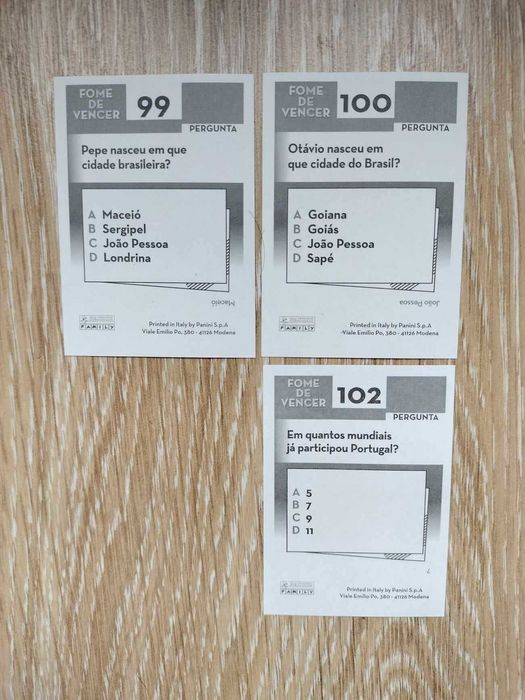 FOME
DE
VENCER
99
PERGUNTA
Pepe nasceu em que
cidade brasileira?
A Maceió
B Sergipel
C João Pessoa
D Londrina
Maceió
FAMILY
Printed in Italy by Panini S.p.A
Viale Emilio Po, 380 - 41126 Modena
FOME
DE
VENCER
100
PERGUNTA
Otávio nasceu em
que cidade do Brasil?
A Goiana
B Goiás
C João Pessoa
D Sapé
João Pessoa
FAMILY
Printed in Italy by Panini S.p.A
Viale Emilio Po, 380 - 41126 Modena
FOME
DE
VENCER
102
PERGUNTA
Em quantos mundiais
já participou Portugal?
A 5
B 7
C 9
D 11
7
FAMILY
Printed in Italy by Panini S.p.A
Viale Emilio Po, 380 - 41126 Modena